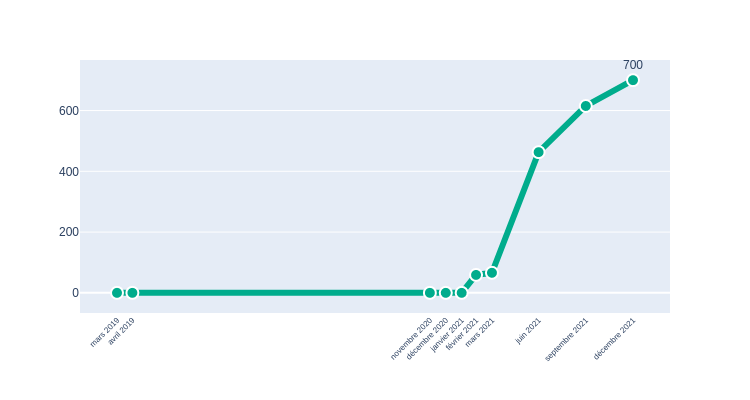 700
600
400
200
0
mars 2019
avril 2019
novembre 2020
décembre 2020
janvier 2021
février 2021
mars 2021
juin 2021
septembre 2021
décembre 2021